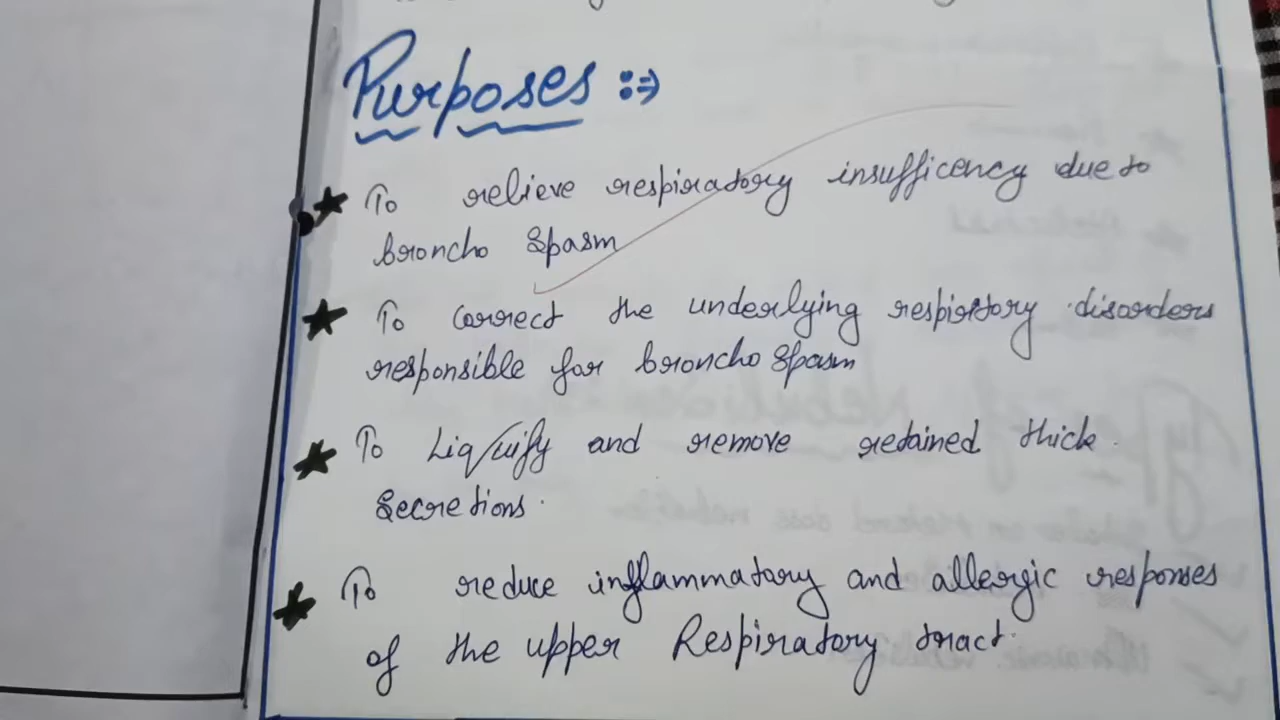 Purposes :->
★ To relieve respiratory insufficency due to
broncho spasm
★ To correct the underlying respirtory disorders
responsible for broncho spasm
★ To Liquify and remove retained thick
Secretions.
★ To reduce inflammatory and allergic responses
of the upper Respiratory tract.